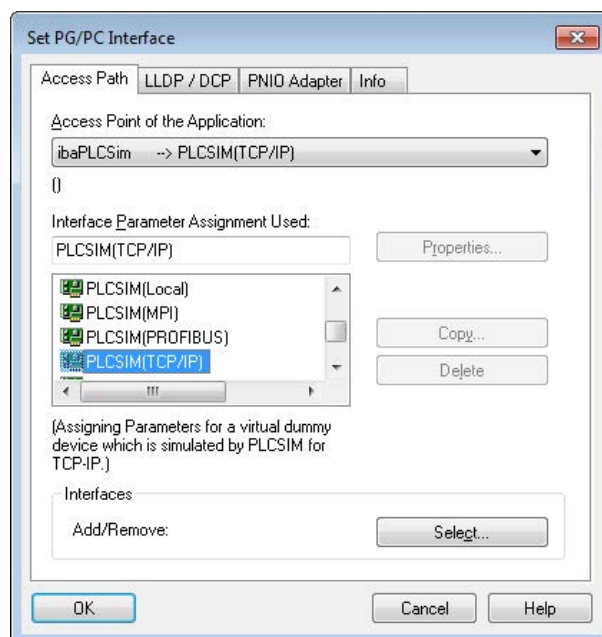 Set PG/PC Interface
Access Path LLDP / DCP PNIO Adapter Info
Access Point of the Application:
ibaPLCSim --> PLCSIM(TCP/IP)
()
Interface Parameter Assignment Used:
PLCSIM(TCP/IP) Properties...
PLCSIM(Local)
PLCSIM(MPI)
PLCSIM(PROFIBUS) Copy...
PLCSIM(TCP/IP) Delete
(Assigning Parameters for a virtual dummy
device which is simulated by PLCSIM for
TCP-IP.)
Interfaces
Add/Remove: Select...
OK Cancel Help